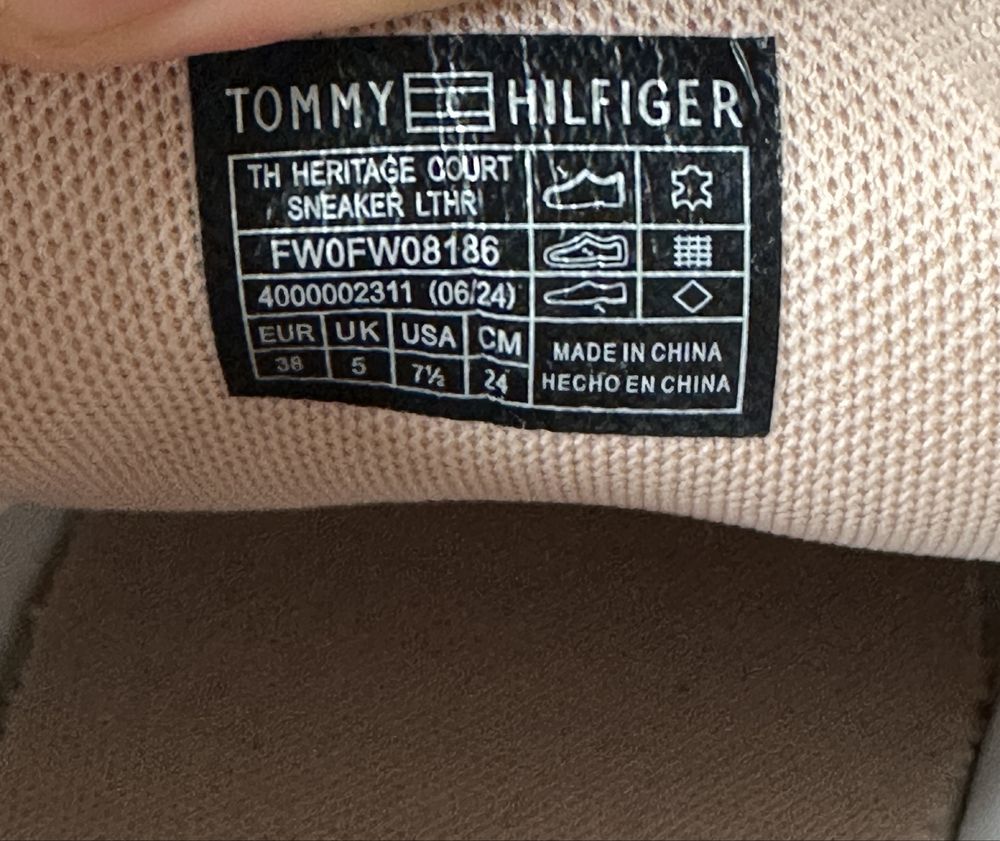 TOMMY HILFIGER
TH HERITAGE COURT
SNEAKER LTHR
FW0FW08186
4000002311 (06/24)
EUR UK USA CM
38 5 7½ 24
MADE IN CHINA
HECHO EN CHINA